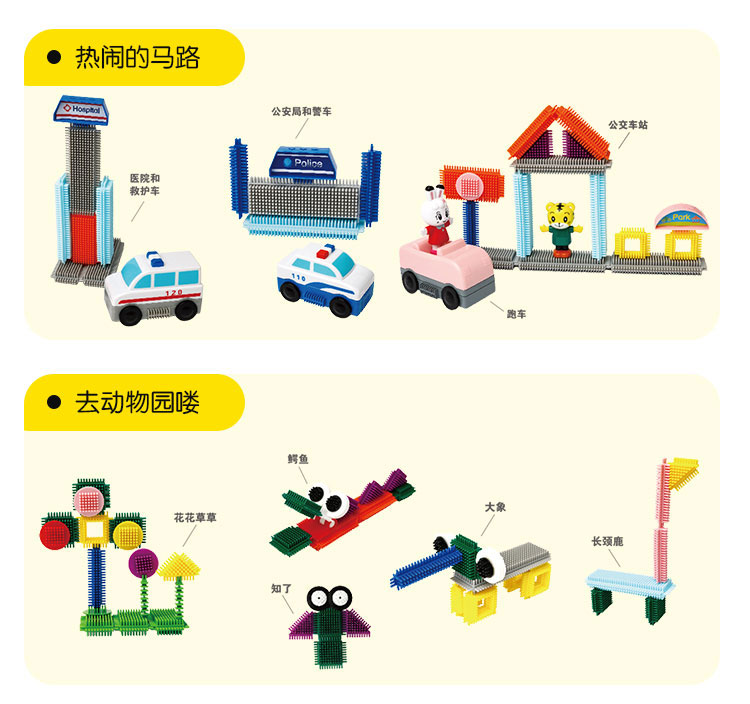 热闹的马路
Hospital
医院和
救护车
120
公安局和警车
Police
110
公交车站
Park
跑车
去动物园喽
花花草草
鳄鱼
知了
大象
长颈鹿